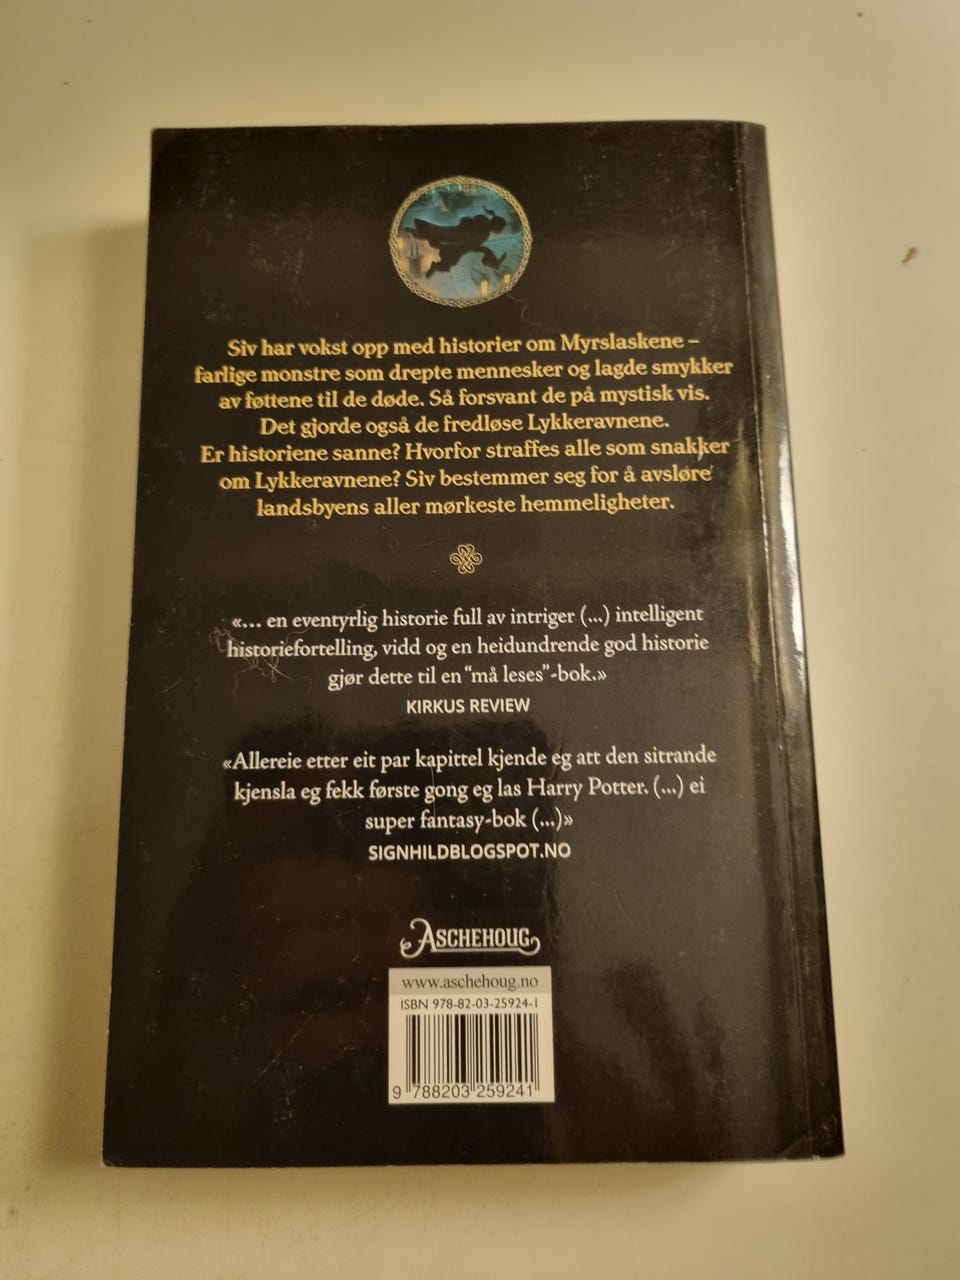 Siv har vokst opp med historier om Myrslaskene –
farlige monstre som drepte mennesker og lagde smykker
av føttene til de døde. Så forsvant de på mystisk vis.
Det gjorde også de fredløse Lykkeravnene.
Er historiene sanne? Hvorfor straffes alle som snakker
om Lykkeravnene? Siv bestemmer seg for å avsløre
landsbyens aller mørkeste hemmeligheter.
«... en eventyrlig historie full av intriger (...) intelligent
historiefortelling, vidd og en heidundrende god historie
gjør dette til en "må leses"-bok.»
KIRKUS REVIEW
«Allereie etter eit par kapittel kjende eg att den sitrande
kjensla eg fekk første gong eg las Harry Potter. (...) ei
super fantasy-bok (...)»
SIGNHILDBLOGSPOT.NO
ASCHEHOUG
www.aschehoug.no
ISBN 978-82-03-25924-1
9 788203 259241